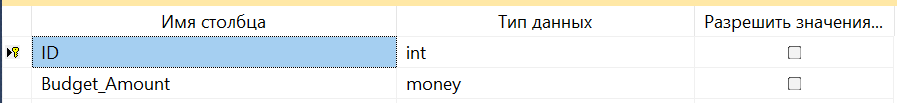 Имя столбца Тип данных Разрешить значения...
ID int
Budget_Amount money